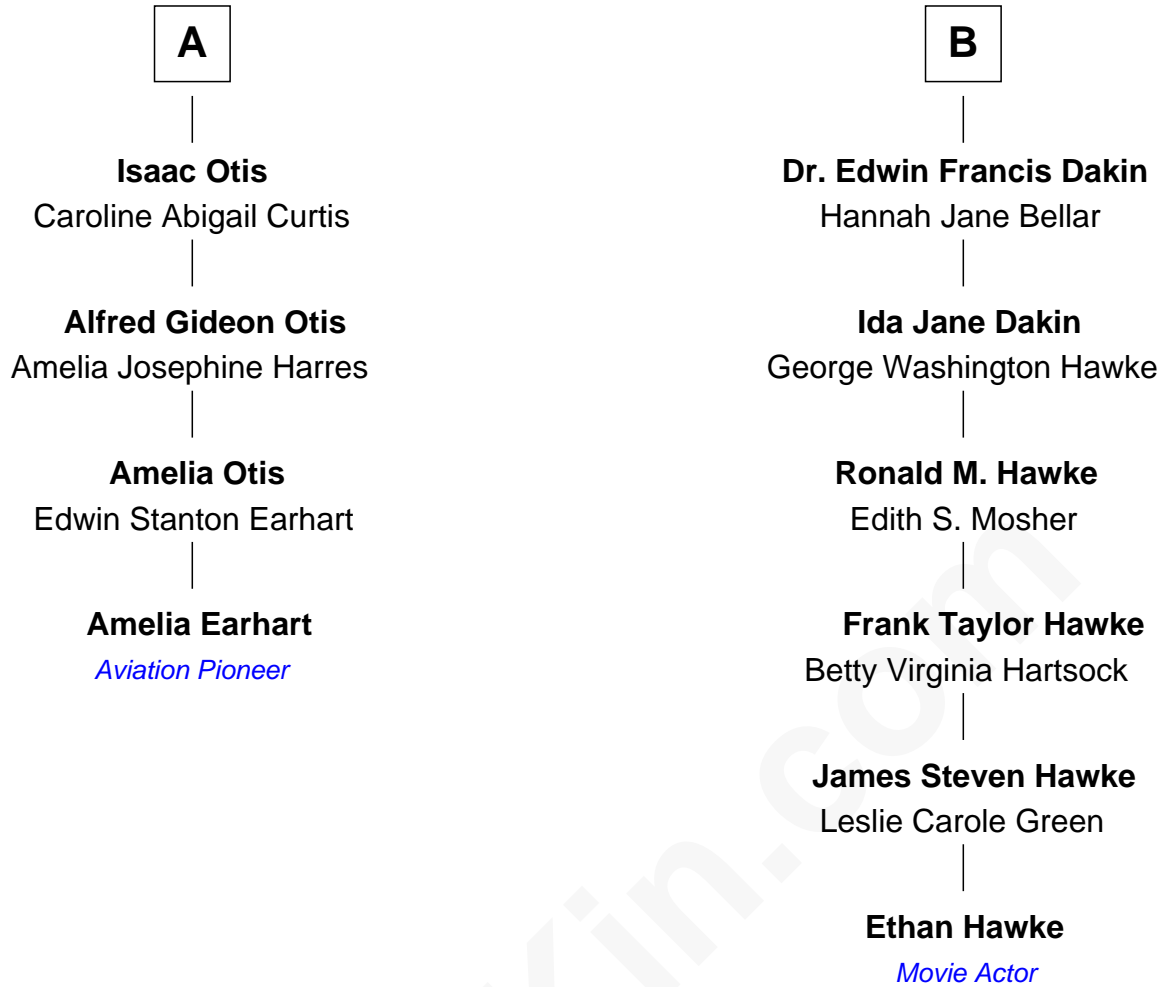 A
Isaac Otis
Caroline Abigail Curtis
Alfred Gideon Otis
Amelia Josephine Harres
Amelia Otis
Edwin Stanton Earhart
Amelia Earhart
Aviation Pioneer
B
Dr. Edwin Francis Dakin
Hannah Jane Bellar
Ida Jane Dakin
George Washington Hawke
Ronald M. Hawke
Edith S. Mosher
Frank Taylor Hawke
Betty Virginia Hartsock
James Steven Hawke
Leslie Carole Green
Ethan Hawke
Movie Actor